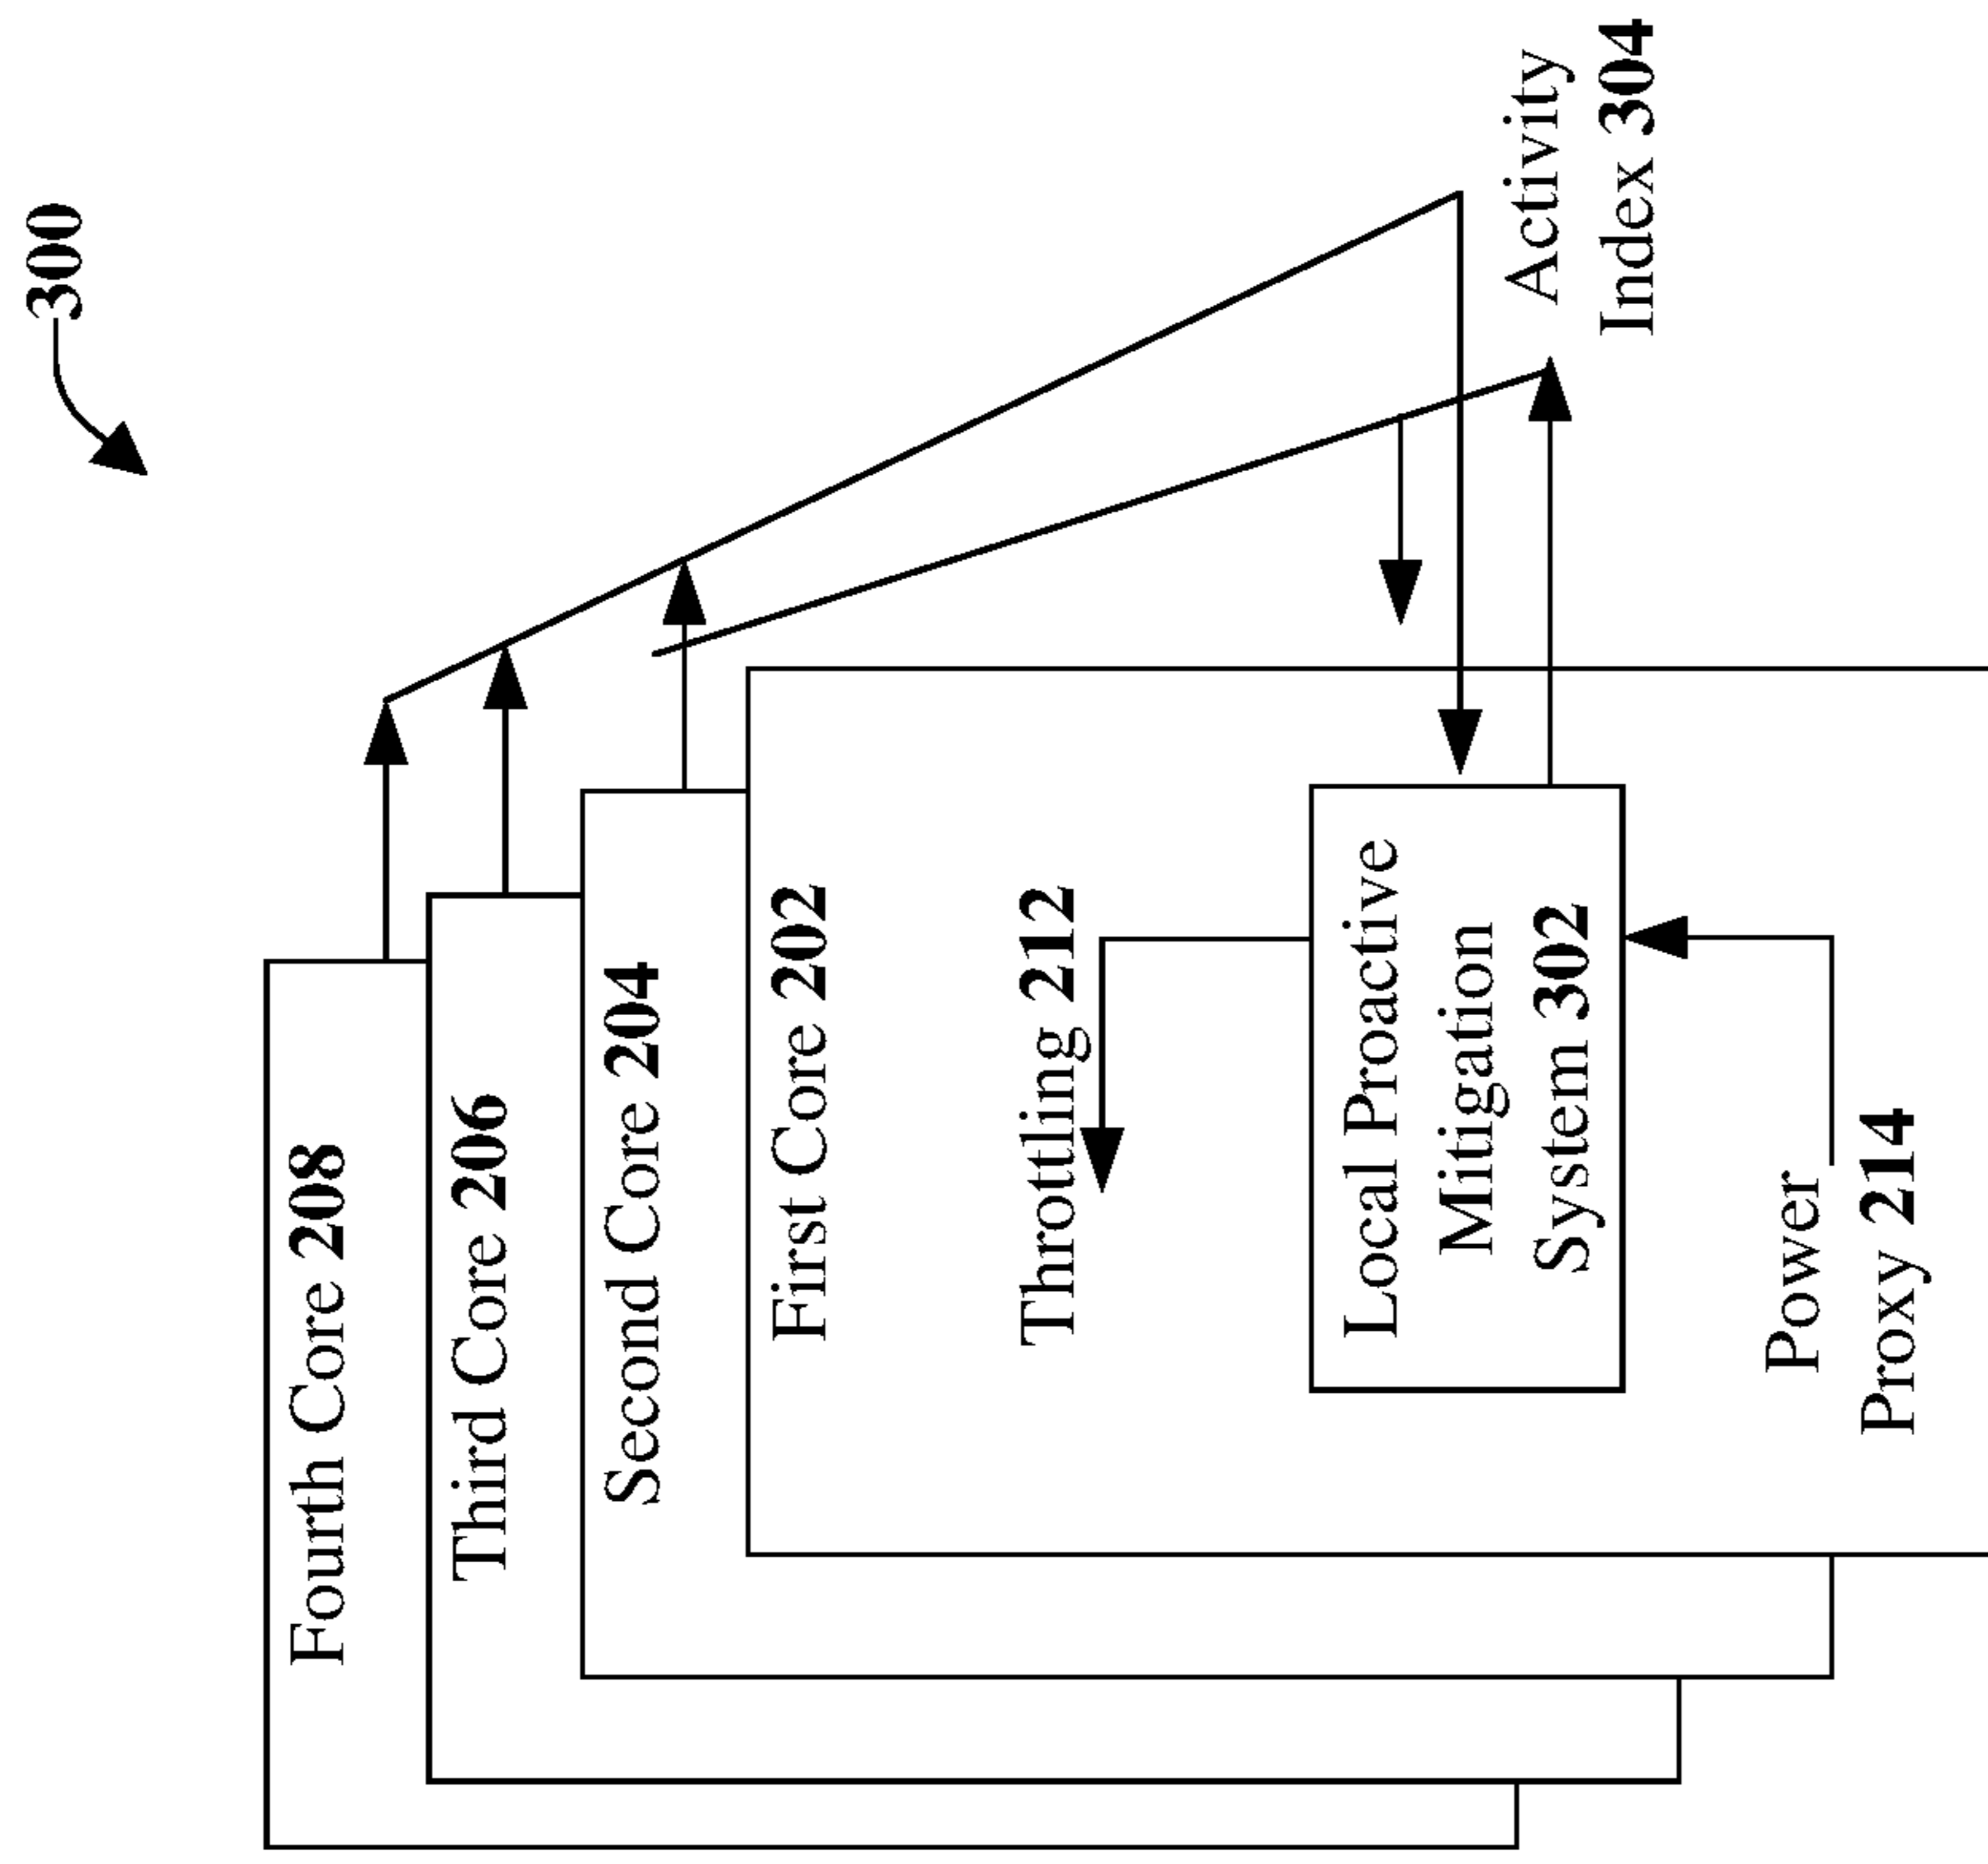 300
Fourth Core 208
Third Core 206
Second Core 204
First Core 202
Throttling 212
Local Proactive
Mitigation
System 302
Activity
Index 304
Power
Proxy 214